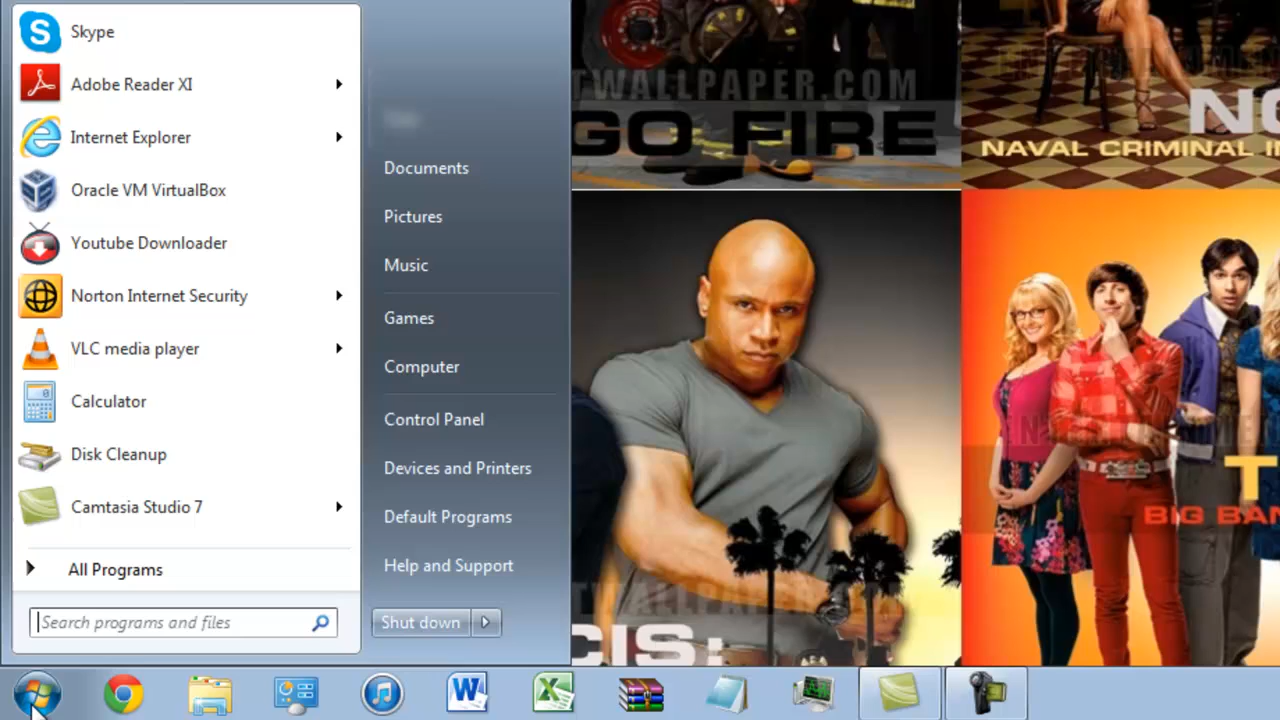 Skype
Adobe Reader XI
Internet Explorer
Oracle VM VirtualBox
Youtube Downloader
Norton Internet Security
VLC media player
Calculator
Disk Cleanup
Camtasia Studio 7
All Programs
Search programs and files
Documents
Pictures
Music
Games
Computer
Control Panel
Devices and Printers
Default Programs
Help and Support
Shut down
TWALLPAPER.COM
GO FIRE
NAVAL CRIMINAL
CIS:
BIG BAN